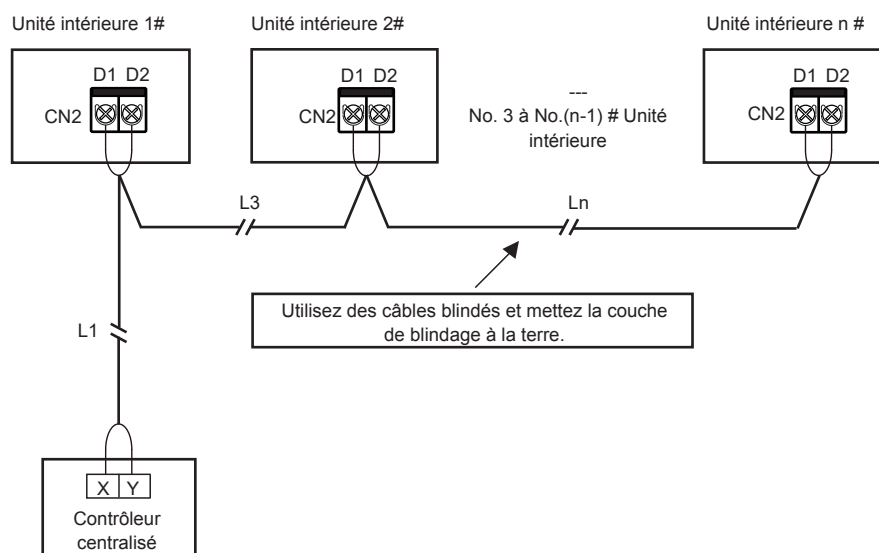 Unité intérieure 1#
Unité intérieure 2#
Unité intérieure n #
D1 D2
CN2
D1 D2
CN2
---
No. 3 à No.(n-1) # Unité
intérieure
D1 D2
CN2
L3
Ln
Utilisez des câbles blindés et mettez la couche
de blindage à la terre.
L1
X Y
Contrôleur
centralisé